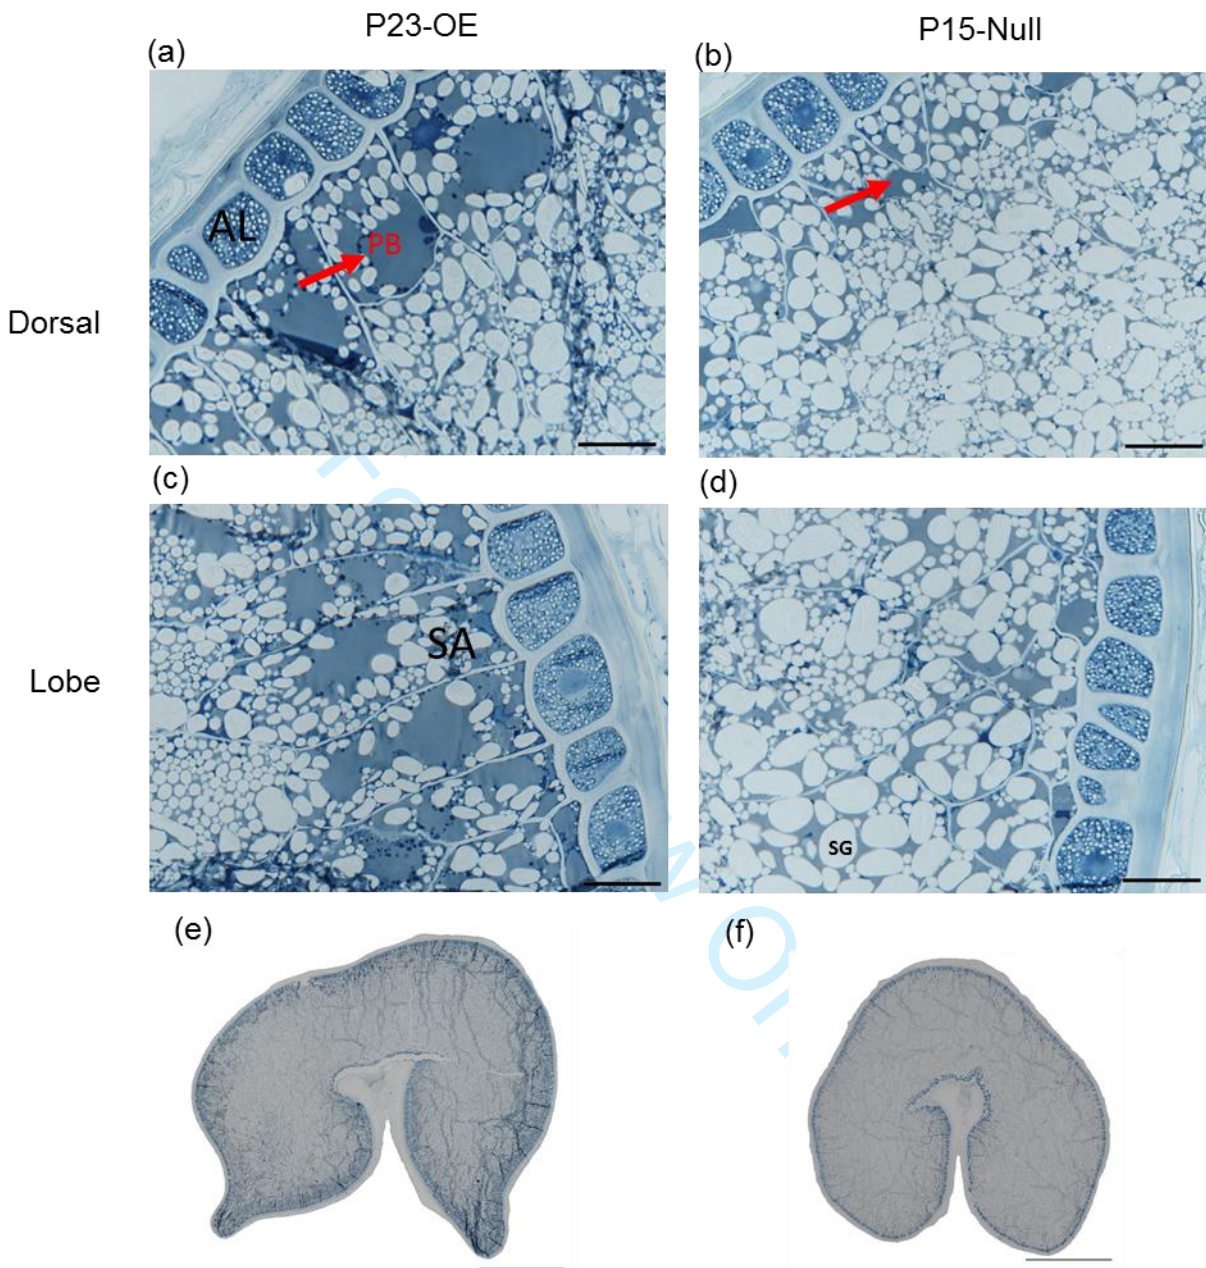 P23-OE
P15-Null
(a)
(b)
AL
PB
Dorsal
(c)
(d)
SA
Lobe
SG
(e)
(f)